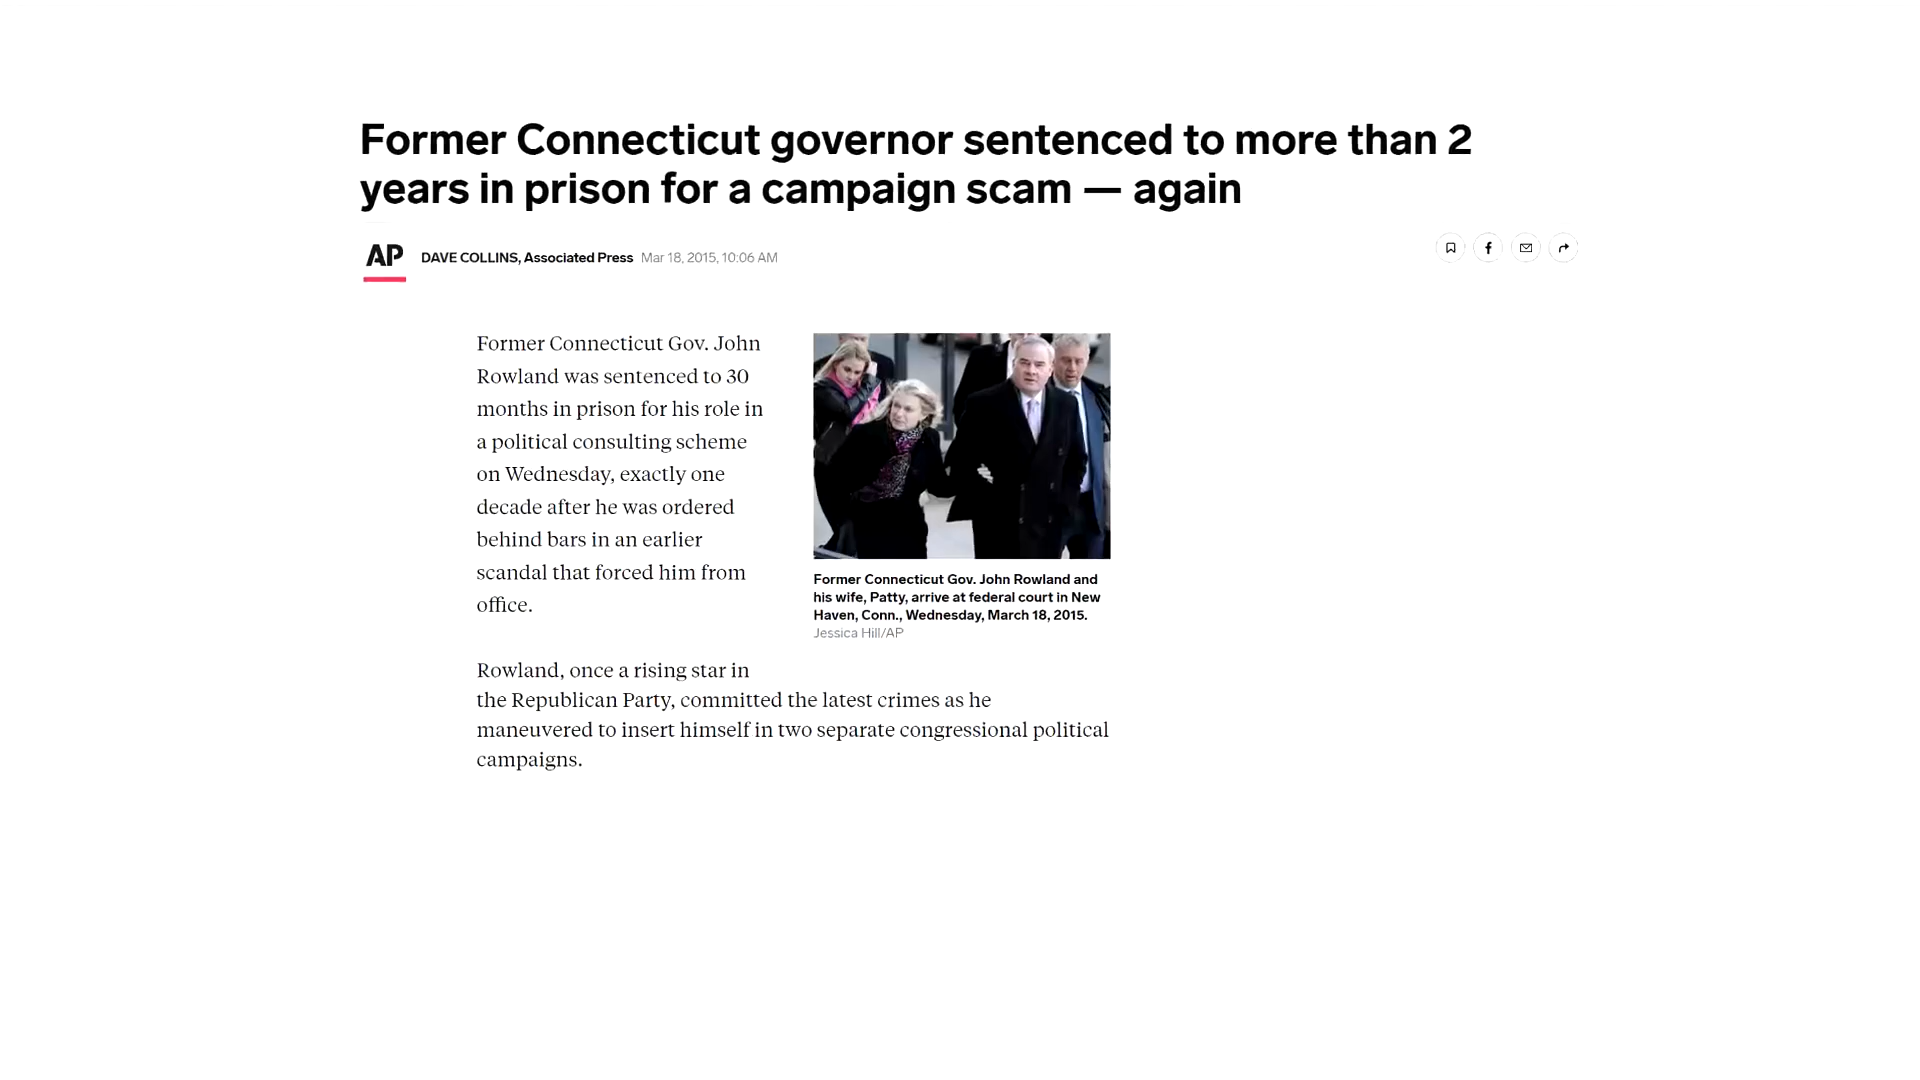 Former Connecticut governor sentenced to more than 2
years in prison for a campaign scam — again
AP
DAVE COLLINS, Associated Press Mar 18, 2015, 10:06 AM
Former Connecticut Gov. John
Rowland was sentenced to 30
months in prison for his role in
a political consulting scheme
on Wednesday, exactly one
decade after he was ordered
behind bars in an earlier
scandal that forced him from
office.
Former Connecticut Gov. John Rowland and
his wife, Patty, arrive at federal court in New
Haven, Conn., Wednesday, March 18, 2015.
Jessica Hill/AP
Rowland, once a rising star in
the Republican Party, committed the latest crimes as he
maneuvered to insert himself in two separate congressional political
campaigns.